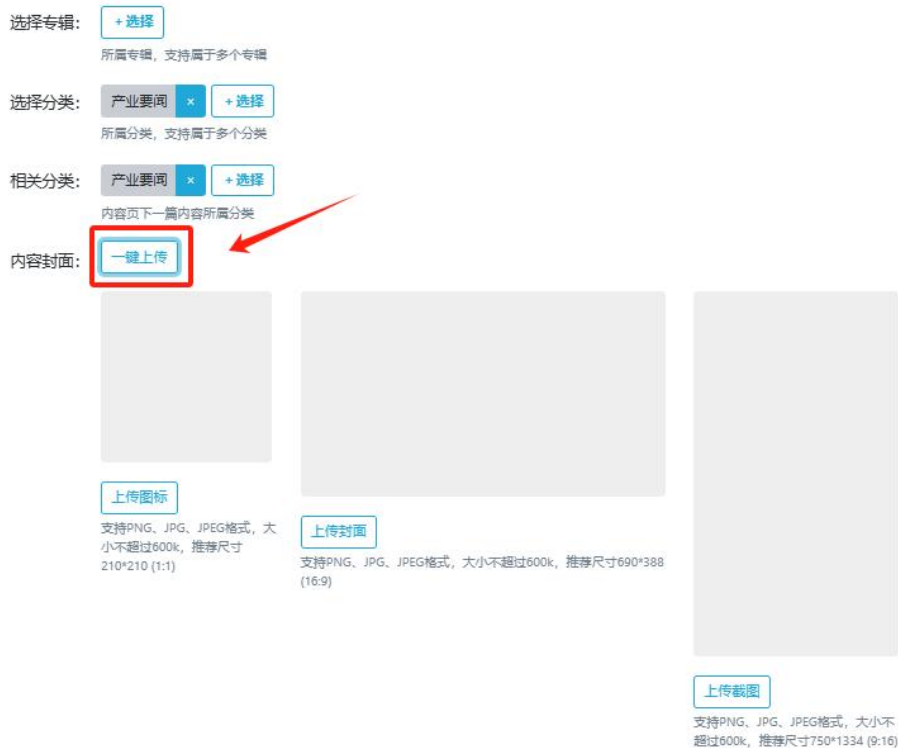 选择专辑:
+ 选择
所属专辑，支持属于多个专辑
选择分类:
产业要闻 × + 选择
所属分类，支持属于多个分类
相关分类:
产业要闻 × + 选择
内容页下一篇内容所属分类
内容封面:
一键上传
上传图标
支持PNG、JPG、JPEG格式，大
小不超过600k，推荐尺寸
210*210 (1:1)
上传封面
支持PNG、JPG、JPEG格式，大小不超过600k，推荐尺寸690*388
(16:9)
上传截图
支持PNG、JPG、JPEG格式，大小不
超过600k，推荐尺寸750*1334 (9:16)